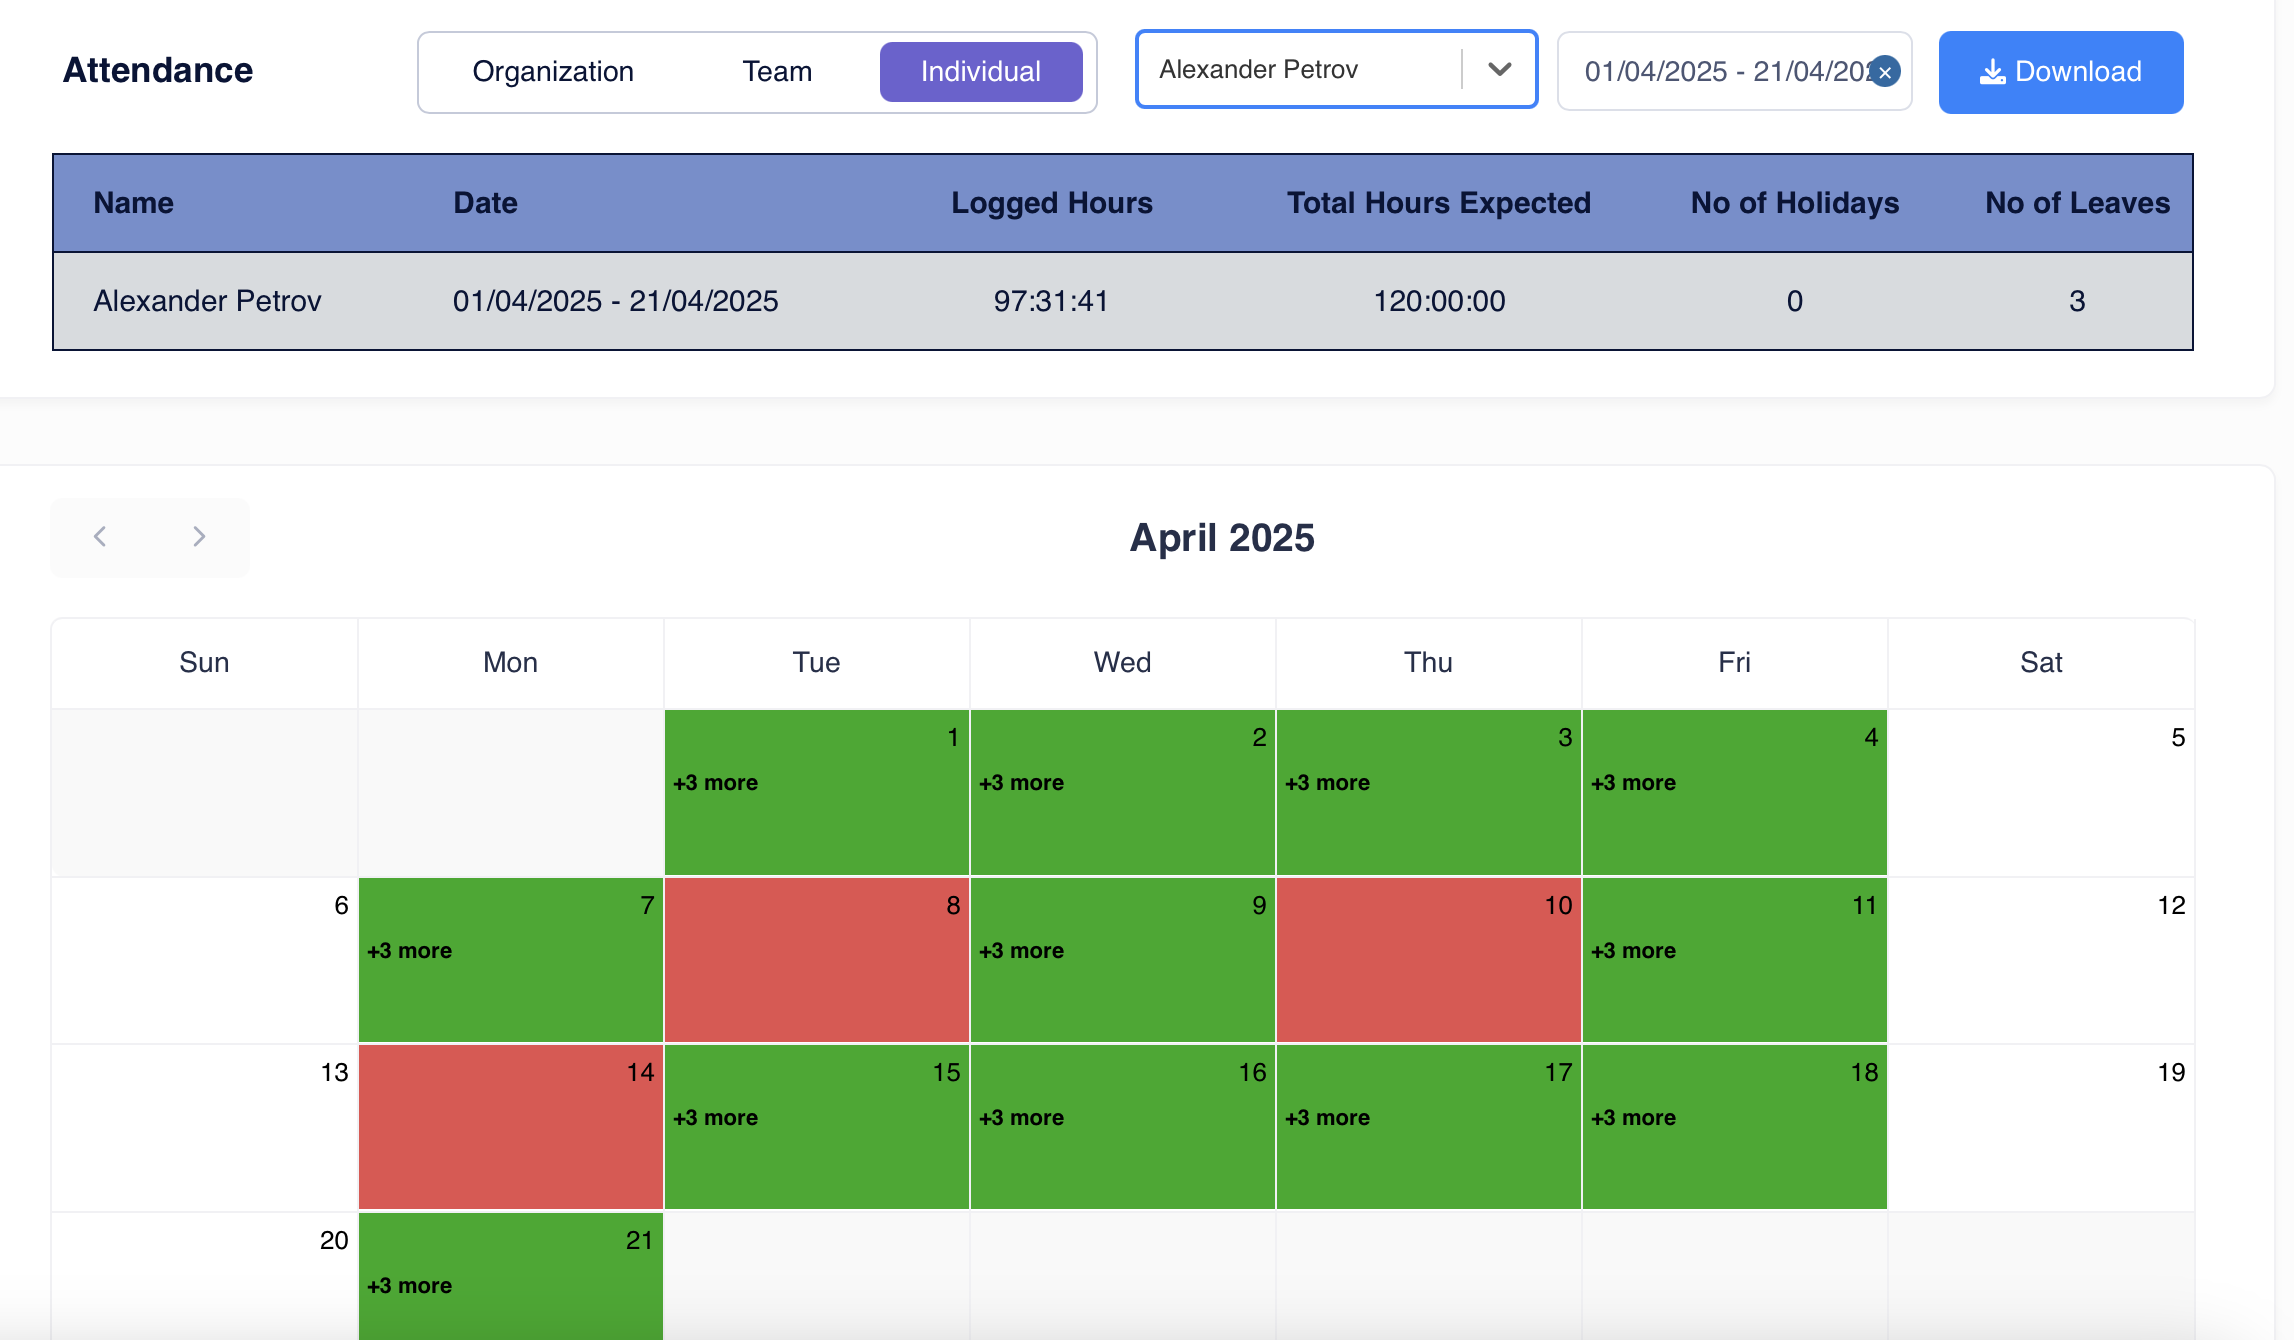 Attendance
Organization Team Individual
Alexander Petrov
01/04/2025 - 21/04/202
Download
Name Date Logged Hours Total Hours Expected No of Holidays No of Leaves
Alexander Petrov 01/04/2025 - 21/04/2025 97:31:41 120:00:00 0 3
April 2025
Sun Mon Tue Wed Thu Fri Sat
1 2 3 4 5
+3 more +3 more +3 more +3 more
6 7 8 9 10 11 12
+3 more +3 more +3 more
13 14 15 16 17 18 19
+3 more +3 more +3 more +3 more
20 21
+3 more